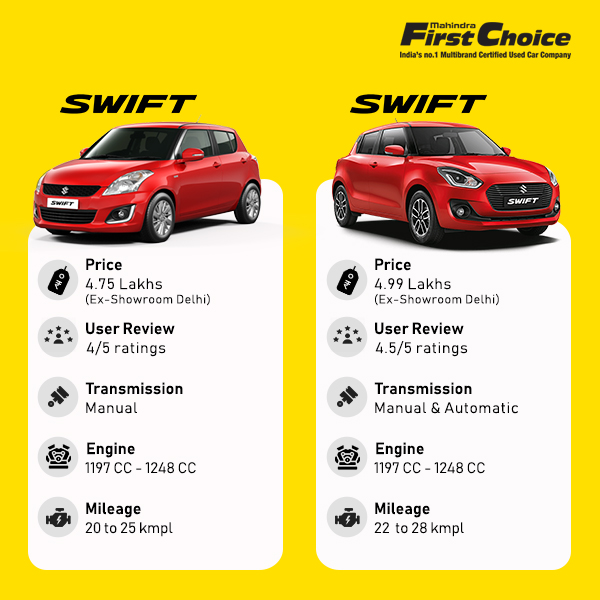 Mahindra
First Choice
India's no.1 Multibrand Certified Used Car Company
SWIFT
SWIFT
SWIFT
Price
4.75 Lakhs
(Ex-Showroom Delhi)
User Review
4/5 ratings
Transmission
Manual
Engine
1197 CC - 1248 CC
Mileage
20 to 25 kmpl
SWIFT
Price
4.99 Lakhs
(Ex-Showroom Delhi)
User Review
4.5/5 ratings
Transmission
Manual & Automatic
Engine
1197 CC - 1248 CC
Mileage
22 to 28 kmpl